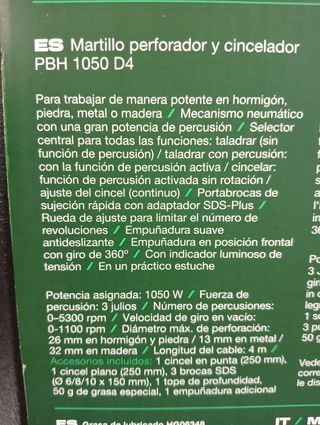 ES Martillo perforador y cincelador
PBH 1050 D4
Para trabajar de manera potente en hormigón,
piedra, metal o madera / Mecanismo neumático
con una gran potencia de percusión / Selector
central para todas las funciones: taladrar (sin
función de percusión) / taladrar con percusión:
con la función de percusión activa / cincelar:
función de percusión activada sin rotación /
ajuste del cincel (continuo) / Portabrocas de
sujeción rápida con adaptador SDS-Plus /
Rueda de ajuste para limitar el número de
revoluciones / Empuñadura suave
antideslizante / Empuñadura en posición frontal
con giro de 360° / Con indicador luminoso de
tensión / En un práctico estuche
Potencia asignada: 1050 W / Fuerza de
percusión: 3 julios / Número de percusiones:
0–5300 rpm / Velocidad de giro en vacío:
0-1100 rpm / Diámetro máx. de perforación:
26 mm en hormigón y piedra / 13 mm en metal /
32 mm en madera / Longitud del cable: 4 m /
Accesorios incluidos: 1 cincel en punta (250 mm),
1 cincel plano (250 mm), 3 brocas SDS
(Ø 6/8/10 x 150 mm), 1 tope de profundidad,
50 g de grasa especial, 1 empuñadura adicional
ES Grasa de lubricado HG06348
IT / M